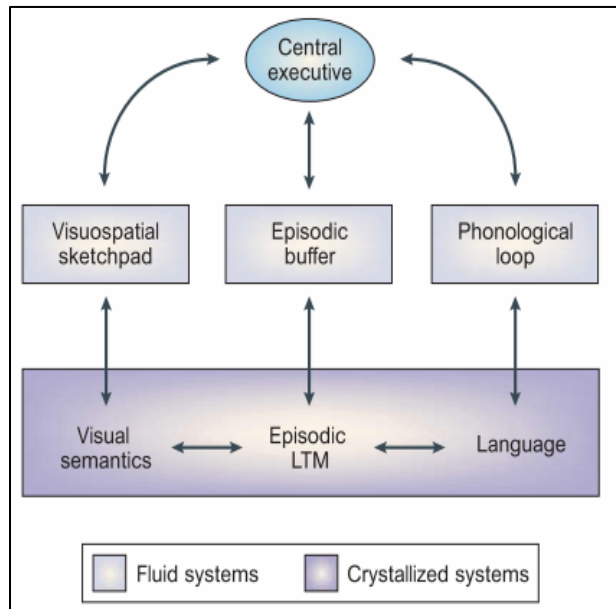 Central
executive
Visuospatial
sketchpad
Episodic
buffer
Phonological
loop
Visual
semantics
Episodic
LTM
Language
Fluid systems
Crystallized systems